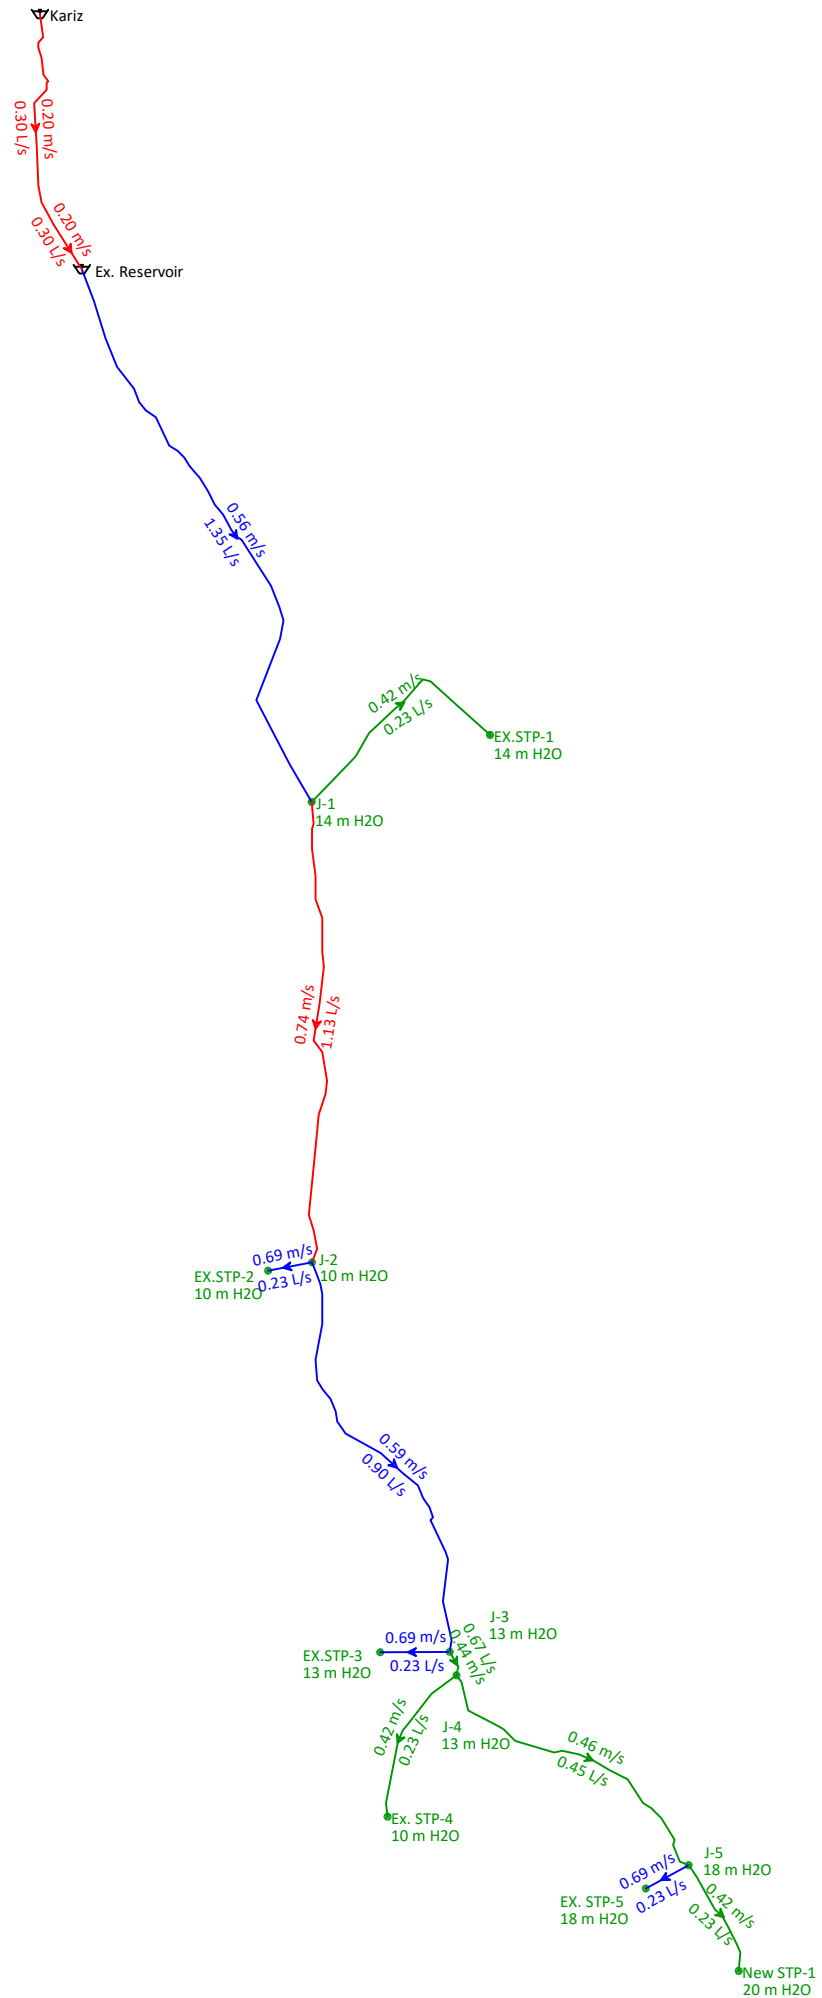 Kariz
0.20 m/s
0.30 L/s
0.20 m/s
0.30 L/s
Ex. Reservoir
0.56 m/s
1.35 L/s
0.42 m/s
0.23 L/s
EX.STP-1
14 m H2O
J-1
14 m H2O
0.74 m/s
1.13 L/s
0.69 m/s
0.23 L/s
J-2
10 m H2O
EX.STP-2
10 m H2O
0.59 m/s
0.90 L/s
J-3
13 m H2O
0.67 L/s
0.44 m/s
0.69 m/s
0.23 L/s
EX.STP-3
13 m H2O
0.42 m/s
0.23 L/s
J-4
13 m H2O
0.46 m/s
0.45 L/s
Ex. STP-4
10 m H2O
J-5
18 m H2O
0.69 m/s
0.23 L/s
EX. STP-5
18 m H2O
0.42 m/s
0.23 L/s
New STP-1
20 m H2O